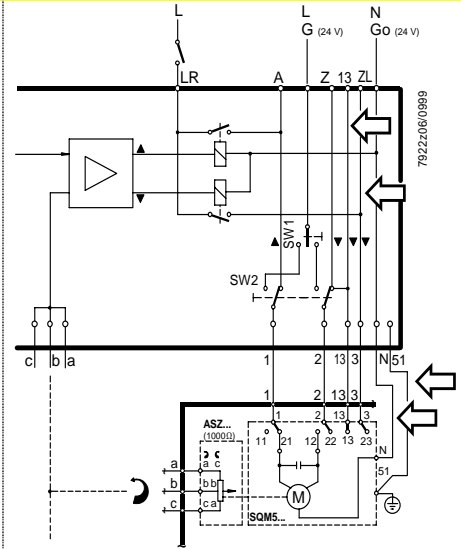 L L N
G (24 V) Go (24 V)
LR A Z 13 ZL
7922z06/0999
SW1
SW2
c b a 1 2 13 3 N 51
1 2 13 3
ASZ...
(1000Ω)
1 2 3
11 21 12 22 13 23
a a c N
b b b M 51
c c a
SQM5...